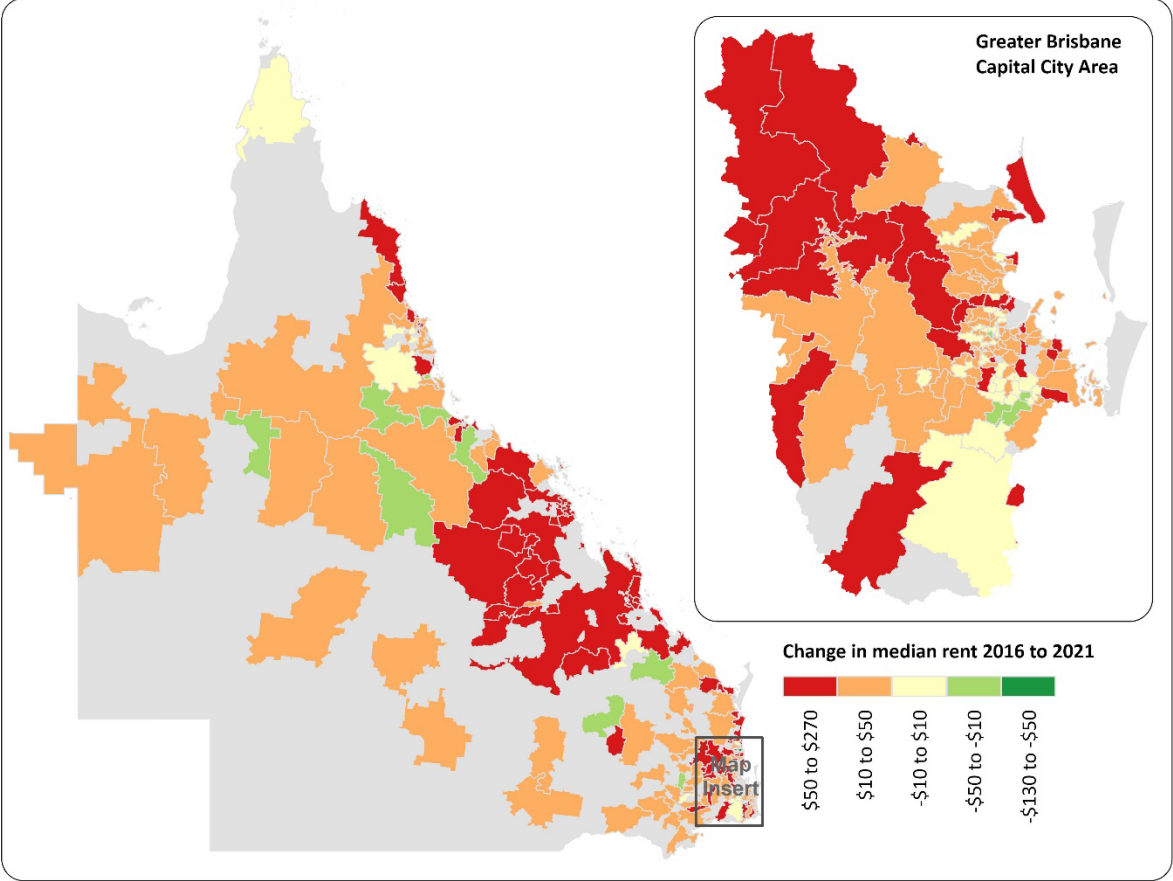 Greater Brisbane
Capital City Area
Map
Insert
Change in median rent 2016 to 2021
$50 to $270
$10 to $50
-$10 to $10
-$50 to -$10
-$130 to -$50